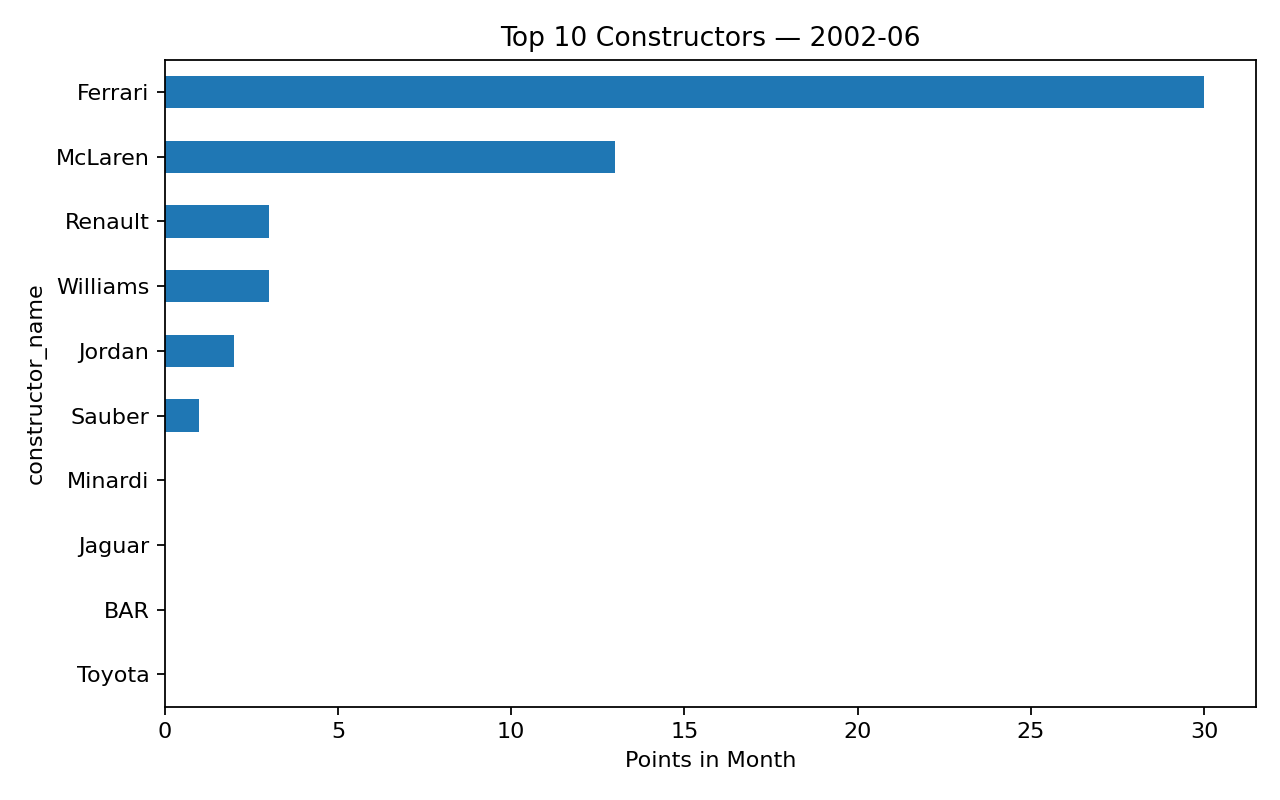 Top 10 Constructors — 2002-06
constructor_name
Ferrari
McLaren
Renault
Williams
Jordan
Sauber
Minardi
Jaguar
BAR
Toyota
0 5 10 15 20 25 30
Points in Month